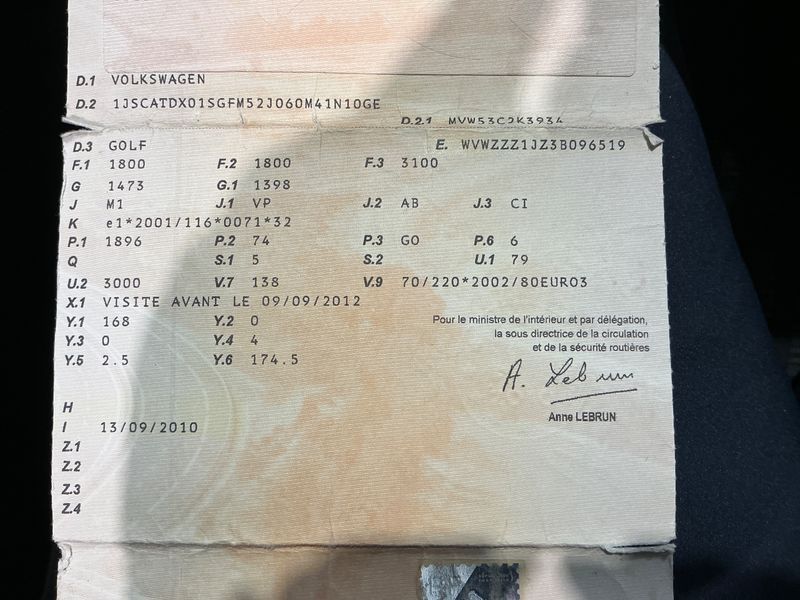 D.1 VOLKSWAGEN
D.2 1JSCATDX01SGFM52J060M41N10GE
D.2.1 MVW53C2K3934
D.3 GOLF E. WVWZZZ1JZ3B096519
F.1 1800 F.2 1800 F.3 3100
G 1473 G.1 1398
J M1 J.1 VP J.2 AB J.3 CI
K e1*2001/116*0071*32
P.1 1896 P.2 74 P.3 GO P.6 6
Q S.1 5 S.2 U.1 79
U.2 3000 V.7 138 V.9 70/220*2002/80EURO3
X.1 VISITE AVANT LE 09/09/2012
Y.1 168 Y.2 0
Y.3 0 Y.4 4
Y.5 2.5 Y.6 174.5
Pour le ministre de l'intérieur et par délégation,
la sous directrice de la circulation
et de la sécurité routières
A. Lebrun
Anne LEBRUN
H
I 13/09/2010
Z.1
Z.2
Z.3
Z.4